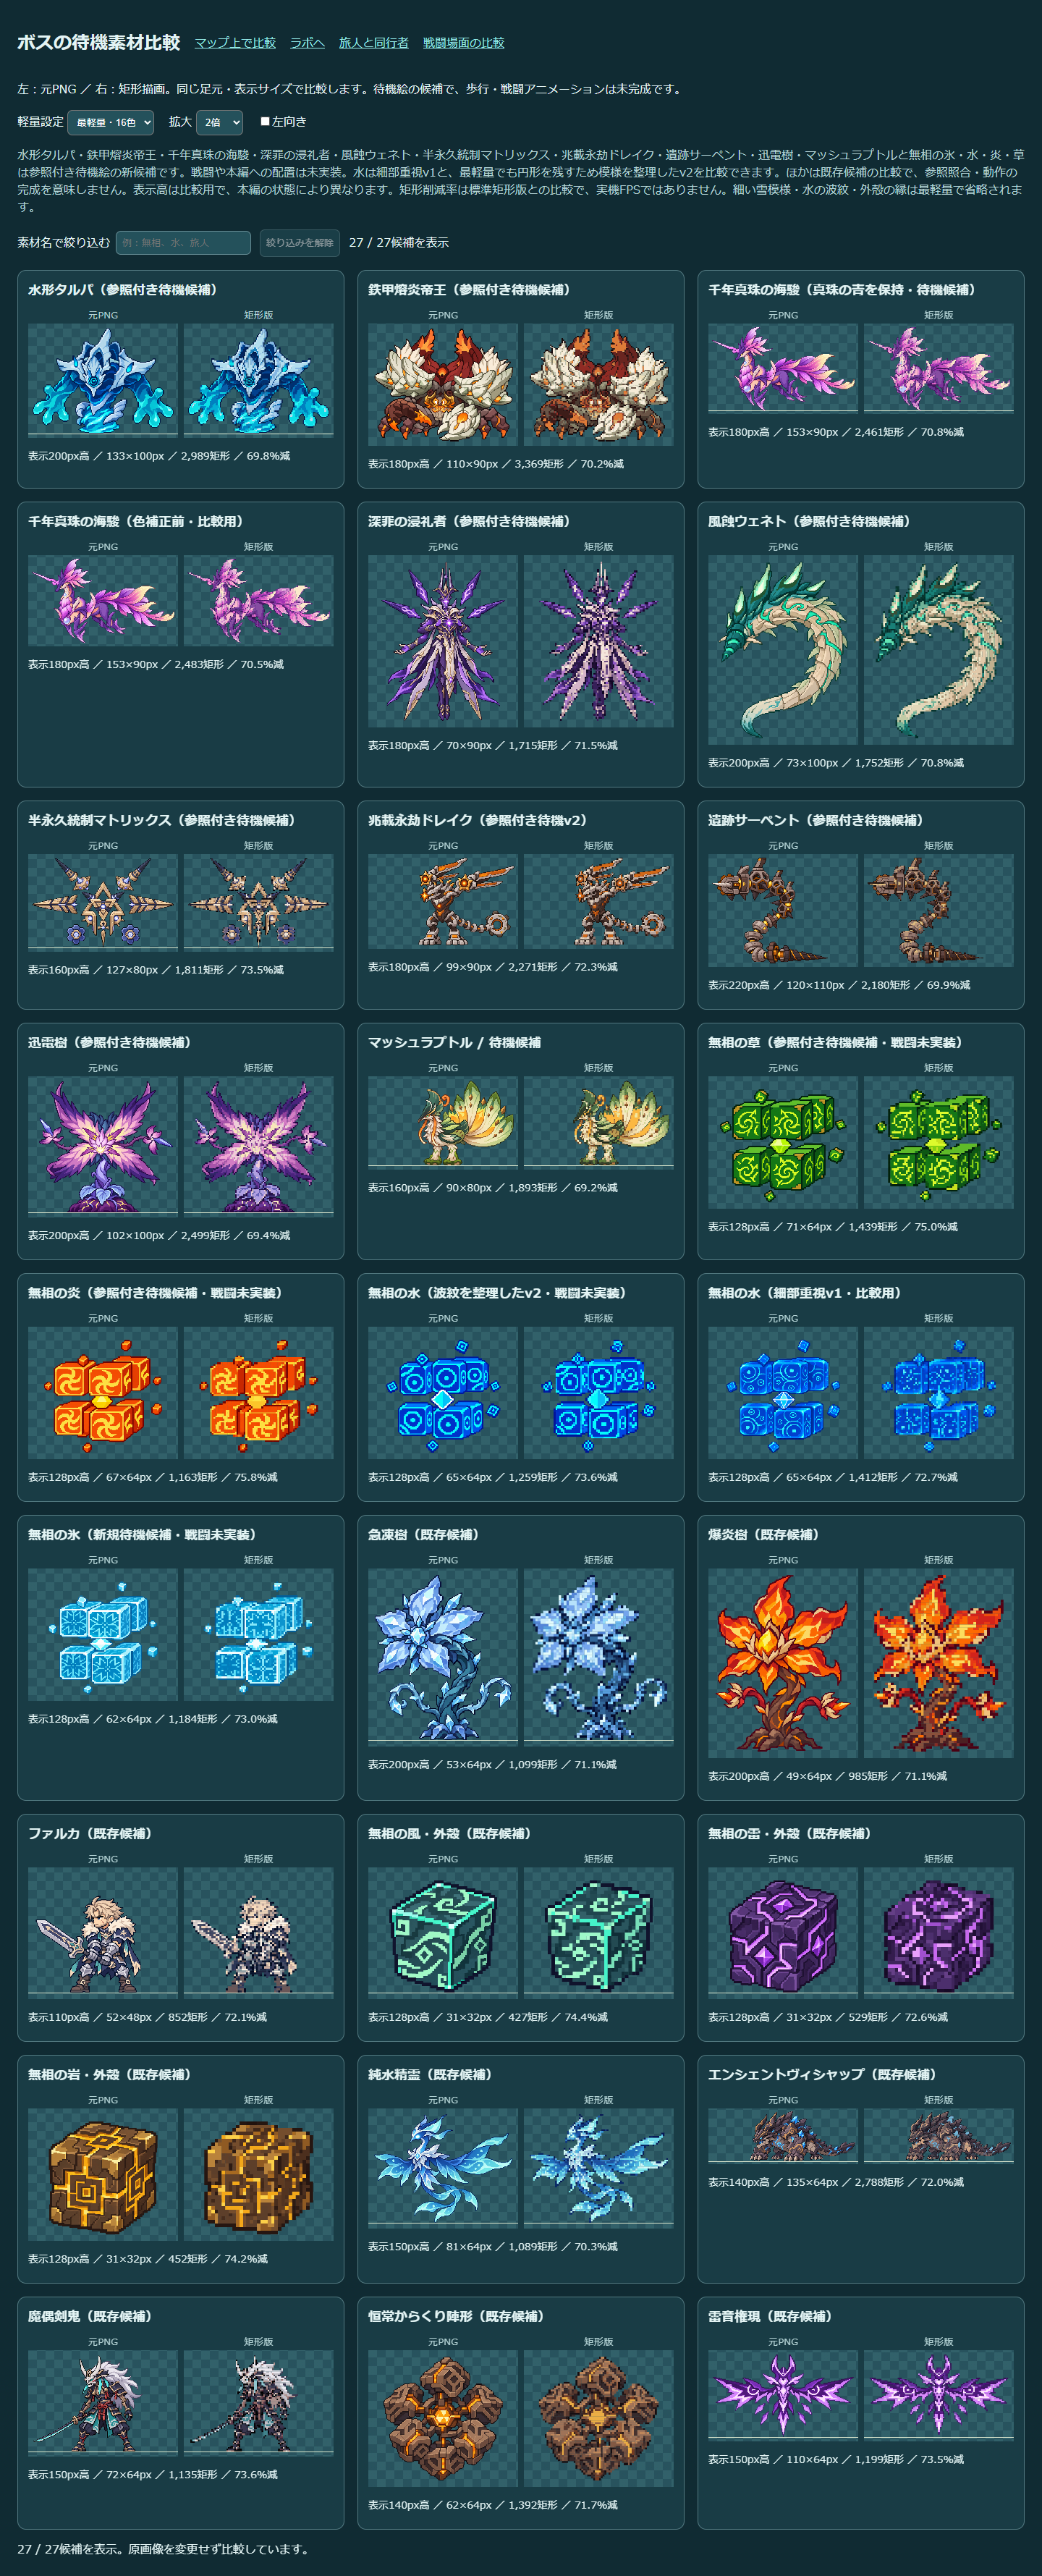 ボスの待機素材比較 マップ上で比較 ラボへ 旅人と同行者 戦闘場面の比較
左：元PNG ／ 右：矩形描画。同じ足元・表示サイズで比較します。待機絵の候補で、歩行・戦闘アニメーションは未完成です。
軽量設定 最軽量・16色 拡大 2倍 左向き
水形タルパ・鉄甲熔炎帝王・千年真珠の海駿・深罪の浸礼者・風蝕ウェネト・半永久統制マトリックス・兆載永劫ドレイク・遺跡サーペント・迅電樹・マッシュラプトルと無相の氷・水・炎・草
は参照付き待機絵の新候補です。戦闘や本編への配置は未実装。水は細部重視v1と、最軽量でも円形を残すため模様を整理したv2を比較できます。ほかは既存候補の比較で、参照照合・動作の
完成を意味しません。表示高は比較用で、本編の状態により異なります。矩形削減率は標準矩形版との比較で、実機FPSではありません。細い雪模様・水の波紋・外殻の縁は最軽量で省略されま
す。
素材名で絞り込む 例：無相、水、旅人 絞り込みを解除 27 / 27候補を表示
水形タルパ（参照付き待機候補）
元PNG 矩形版
表示200px高 ／ 133×100px ／ 2,989矩形 ／ 69.8%減
鉄甲熔炎帝王（参照付き待機候補）
元PNG 矩形版
表示180px高 ／ 110×90px ／ 3,369矩形 ／ 70.2%減
千年真珠の海駿（真珠の青を保持・待機候補）
元PNG 矩形版
表示180px高 ／ 153×90px ／ 2,461矩形 ／ 70.8%減
千年真珠の海駿（色補正前・比較用）
元PNG 矩形版
表示180px高 ／ 153×90px ／ 2,483矩形 ／ 70.5%減
深罪の浸礼者（参照付き待機候補）
元PNG 矩形版
表示180px高 ／ 70×90px ／ 1,715矩形 ／ 71.5%減
風蝕ウェネト（参照付き待機候補）
元PNG 矩形版
表示200px高 ／ 73×100px ／ 1,752矩形 ／ 70.8%減
半永久統制マトリックス（参照付き待機候補）
元PNG 矩形版
表示160px高 ／ 127×80px ／ 1,811矩形 ／ 73.5%減
兆載永劫ドレイク（参照付き待機v2）
元PNG 矩形版
表示180px高 ／ 99×90px ／ 2,271矩形 ／ 72.3%減
遺跡サーペント（参照付き待機候補）
元PNG 矩形版
表示220px高 ／ 120×110px ／ 2,180矩形 ／ 69.9%減
迅電樹（参照付き待機候補）
元PNG 矩形版
表示200px高 ／ 102×100px ／ 2,499矩形 ／ 69.4%減
マッシュラプトル / 待機候補
元PNG 矩形版
表示160px高 ／ 90×80px ／ 1,893矩形 ／ 69.2%減
無相の草（参照付き待機候補・戦闘未実装）
元PNG 矩形版
表示128px高 ／ 71×64px ／ 1,439矩形 ／ 75.0%減
無相の炎（参照付き待機候補・戦闘未実装）
元PNG 矩形版
表示128px高 ／ 67×64px ／ 1,163矩形 ／ 75.8%減
無相の水（波紋を整理したv2・戦闘未実装）
元PNG 矩形版
表示128px高 ／ 65×64px ／ 1,259矩形 ／ 73.6%減
無相の水（細部重視v1・比較用）
元PNG 矩形版
表示128px高 ／ 65×64px ／ 1,412矩形 ／ 72.7%減
無相の氷（新規待機候補・戦闘未実装）
元PNG 矩形版
表示128px高 ／ 62×64px ／ 1,184矩形 ／ 73.0%減
急凍樹（既存候補）
元PNG 矩形版
表示200px高 ／ 53×64px ／ 1,099矩形 ／ 71.1%減
爆炎樹（既存候補）
元PNG 矩形版
表示200px高 ／ 49×64px ／ 985矩形 ／ 71.1%減
ファルカ（既存候補）
元PNG 矩形版
表示110px高 ／ 52×48px ／ 852矩形 ／ 72.1%減
無相の風・外殻（既存候補）
元PNG 矩形版
表示128px高 ／ 31×32px ／ 427矩形 ／ 74.4%減
無相の雷・外殻（既存候補）
元PNG 矩形版
表示128px高 ／ 31×32px ／ 529矩形 ／ 72.6%減
無相の岩・外殻（既存候補）
元PNG 矩形版
表示128px高 ／ 31×32px ／ 452矩形 ／ 74.2%減
純水精霊（既存候補）
元PNG 矩形版
表示150px高 ／ 81×64px ／ 1,089矩形 ／ 70.3%減
エンシェントヴィシャップ（既存候補）
元PNG 矩形版
表示140px高 ／ 135×64px ／ 2,788矩形 ／ 72.0%減
魔偶剣鬼（既存候補）
元PNG 矩形版
表示150px高 ／ 72×64px ／ 1,135矩形 ／ 73.6%減
恒常からくり陣形（既存候補）
元PNG 矩形版
表示140px高 ／ 62×64px ／ 1,392矩形 ／ 71.7%減
雷音権現（既存候補）
元PNG 矩形版
表示150px高 ／ 110×64px ／ 1,199矩形 ／ 73.5%減
27 / 27候補を表示。原画像を変更せず比較しています。